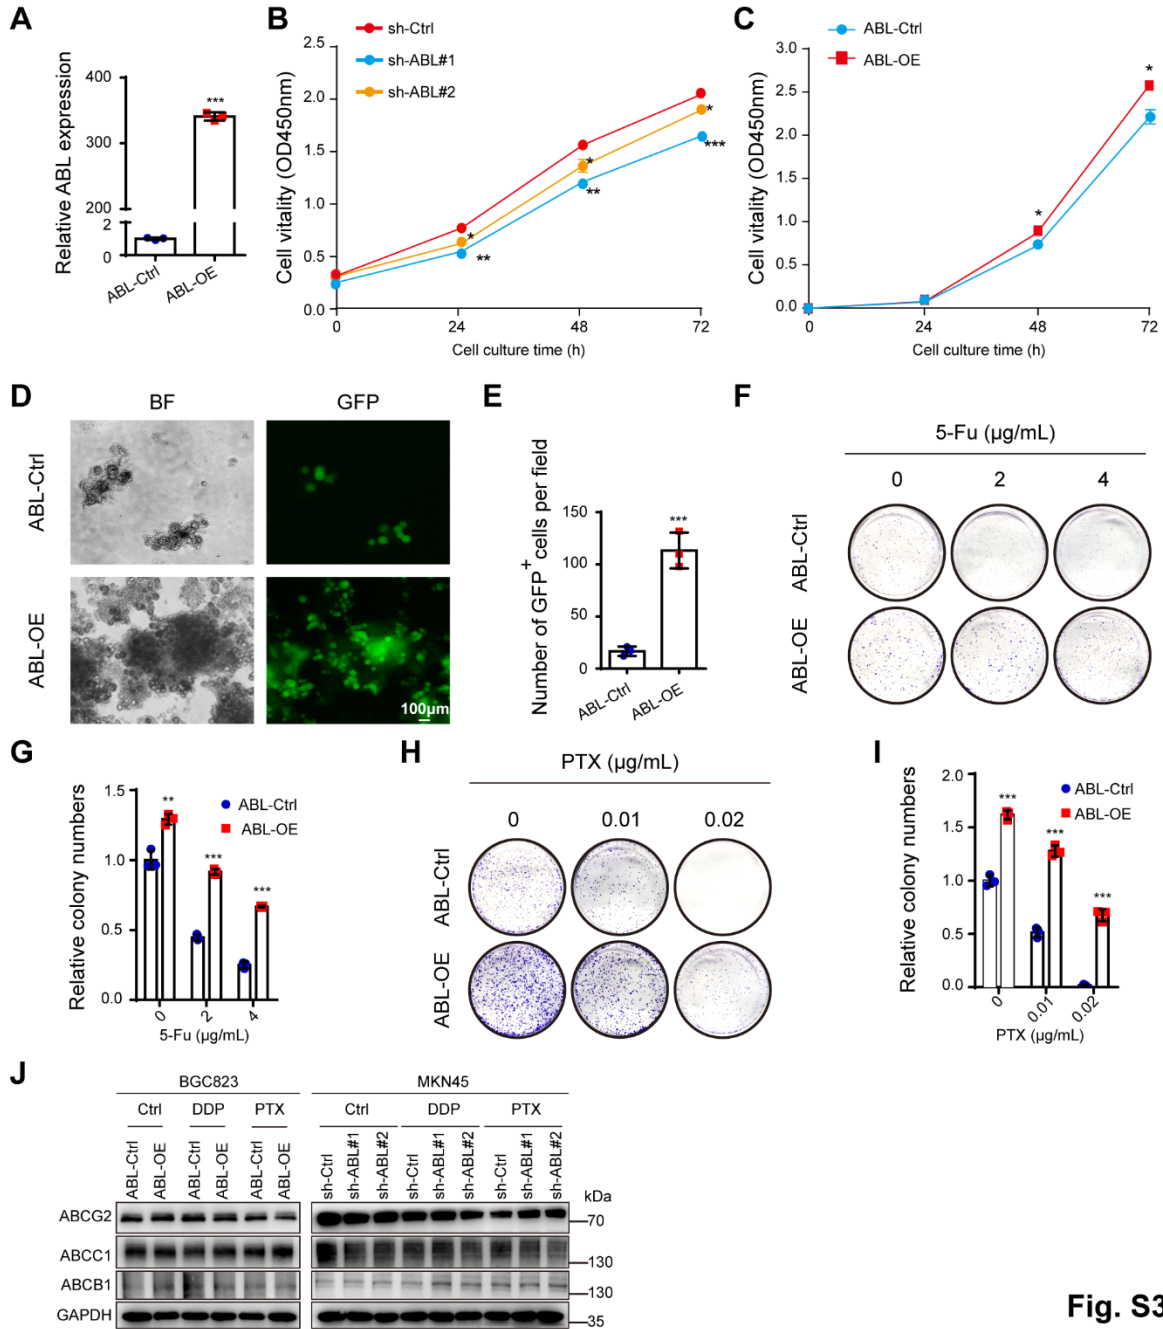 A
Relative ABL expression
400
300
200
2
0
***
ABL-Ctrl
ABL-OE
B
Cell vitality (OD450nm)
2.5
2.0
1.5
1.0
0.5
0.0
sh-Ctrl
sh-ABL#1
sh-ABL#2
*
**
*
**
*
***
0 24 48 72
Cell culture time (h)
C
Cell vitality (OD450nm)
3.0
2.5
2.0
1.5
1.0
0.5
0.0
ABL-Ctrl
ABL-OE
*
*
0 24 48 72
Cell culture time (h)
D
BF GFP
ABL-Ctrl
ABL-OE
100µm
E
Number of GFP+ cells per field
150
100
50
0
***
ABL-Ctrl
ABL-OE
F
5-Fu (µg/mL)
0 2 4
ABL-Ctrl
ABL-OE
G
Relative colony numbers
1.5
1.0
0.5
0.0
ABL-Ctrl
ABL-OE
**
***
***
0 2 4
5-Fu (µg/mL)
H
PTX (µg/mL)
0 0.01 0.02
ABL-Ctrl
ABL-OE
I
Relative colony numbers
2.0
1.5
1.0
0.5
0.0
ABL-Ctrl
ABL-OE
***
***
***
0 0.01 0.02
PTX (µg/mL)
J
BGC823 MKN45
Ctrl DDP PTX Ctrl DDP PTX
ABL-Ctrl ABL-OE ABL-Ctrl ABL-OE ABL-Ctrl ABL-OE sh-Ctrl sh-ABL#1 sh-ABL#2 sh-Ctrl sh-ABL#1 sh-ABL#2 sh-Ctrl sh-ABL#1 sh-ABL#2
kDa
ABCG2 70
ABCC1 130
ABCB1 130
GAPDH 35
Fig. S3